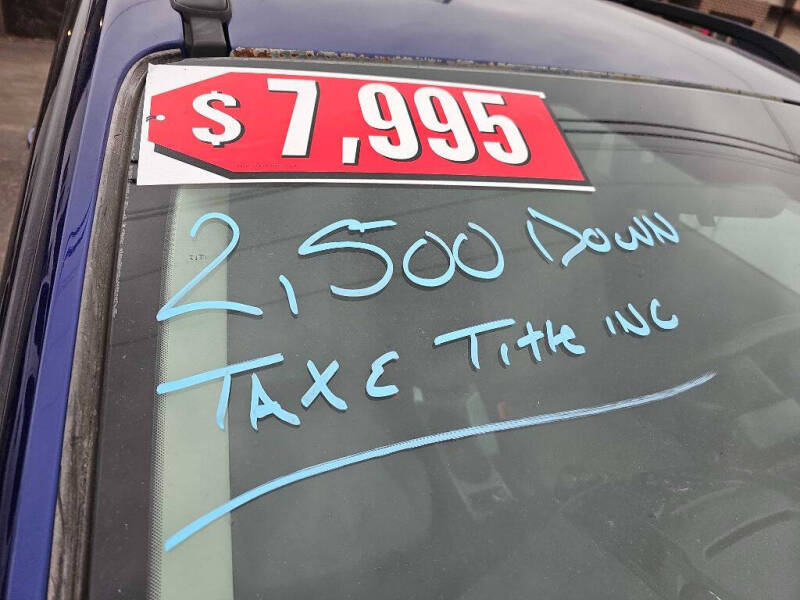 $7,995
2,500 DOWN
TAX & Title INC